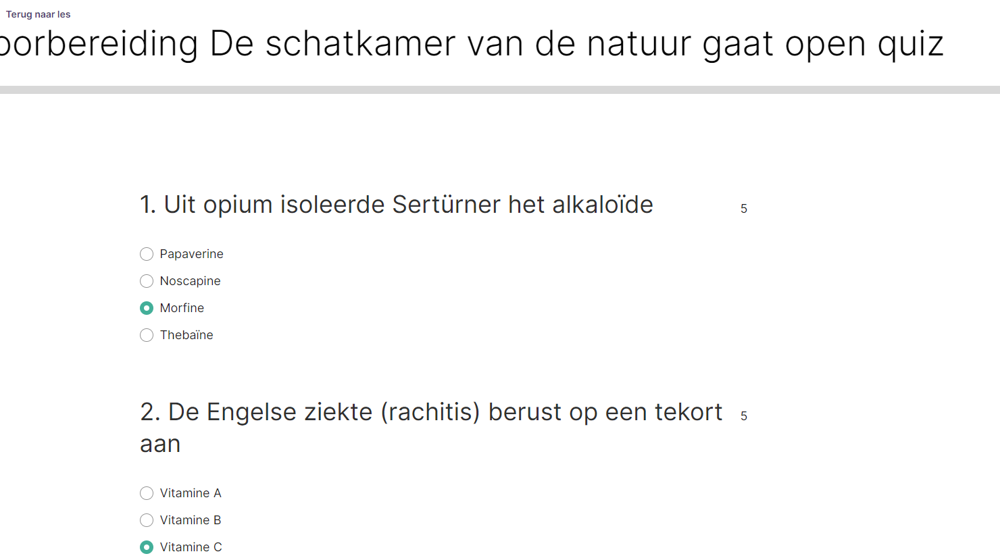 Terug naar les
oorbereiding De schatkamer van de natuur gaat open quiz
1. Uit opium isoleerde Sertürner het alkaloïde 5
Papaverine
Noscapine
Morfine
Thebaïne
2. De Engelse ziekte (rachitis) berust op een tekort 5
aan
Vitamine A
Vitamine B
Vitamine C